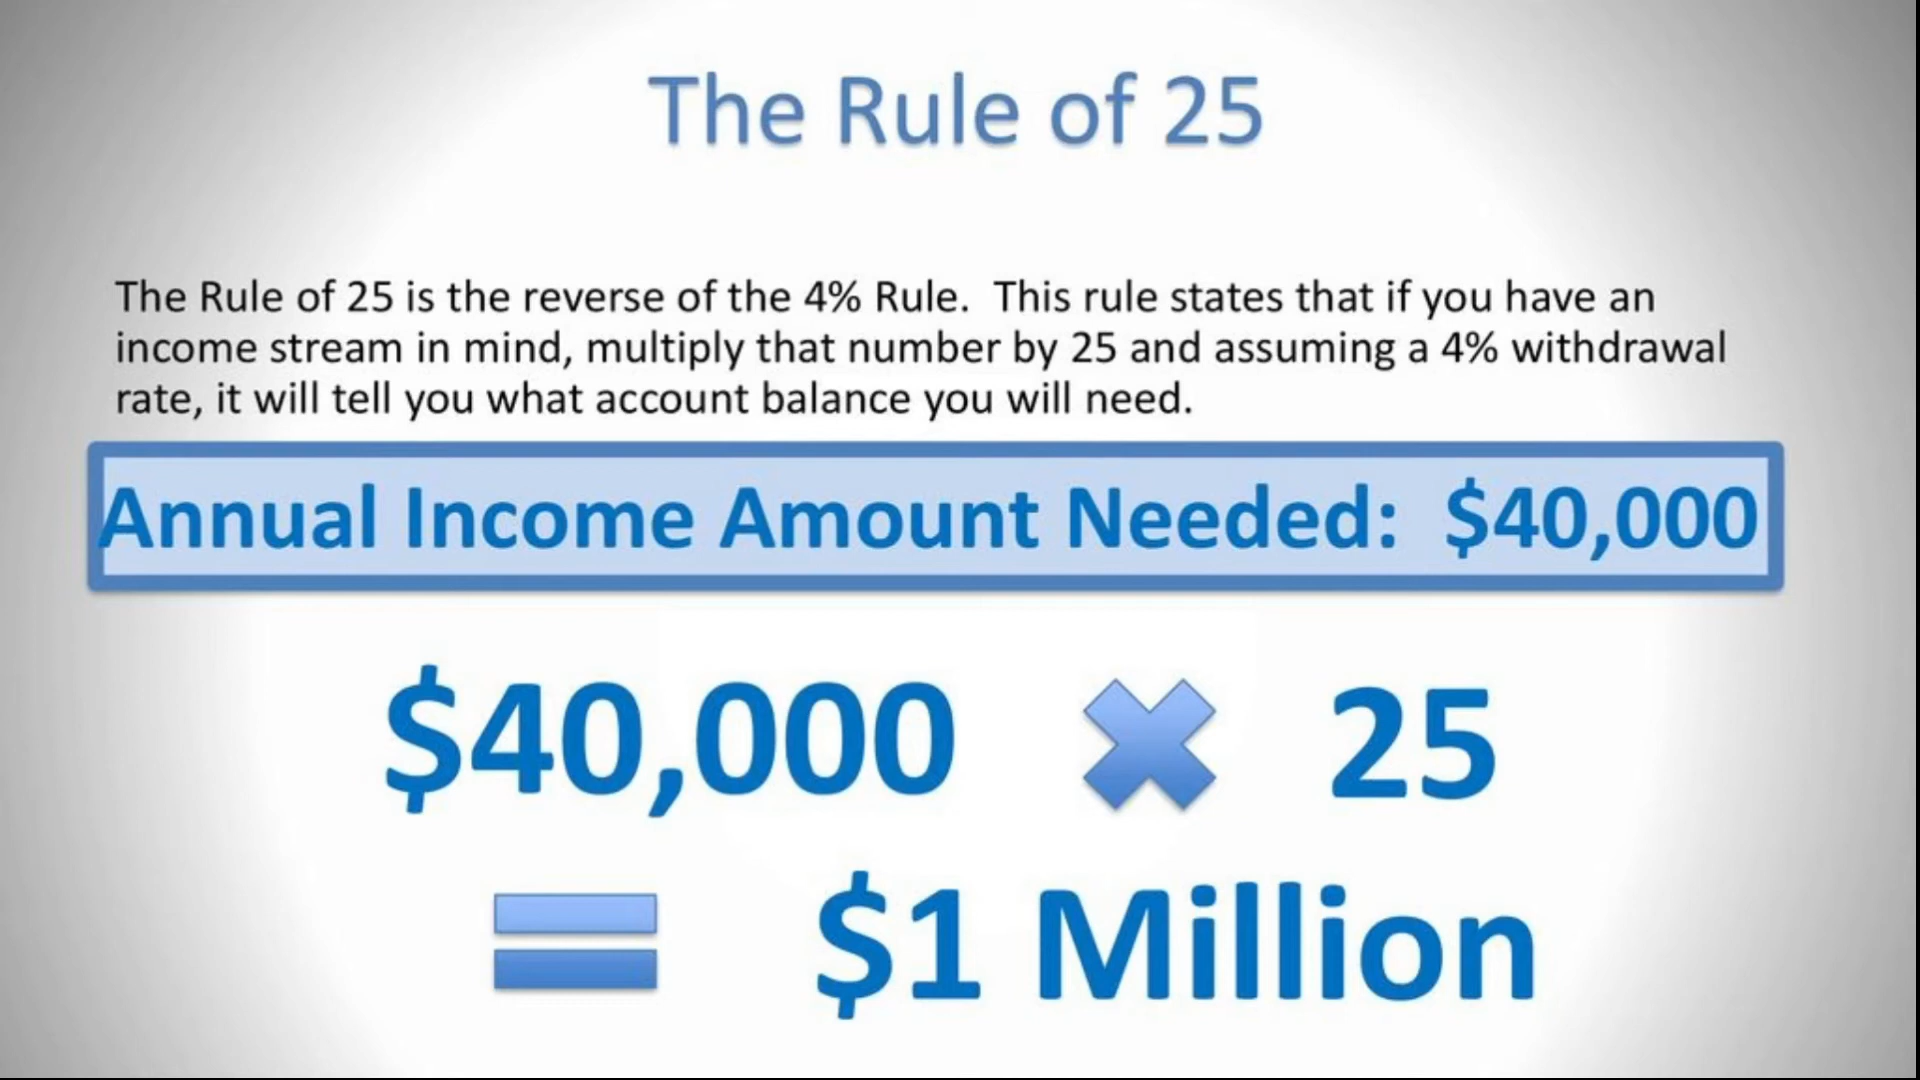 The Rule of 25
The Rule of 25 is the reverse of the 4% Rule.  This rule states that if you have an
income stream in mind, multiply that number by 25 and assuming a 4% withdrawal
rate, it will tell you what account balance you will need.
Annual Income Amount Needed:  $40,000
$40,000 ✖ 25
= $1 Million